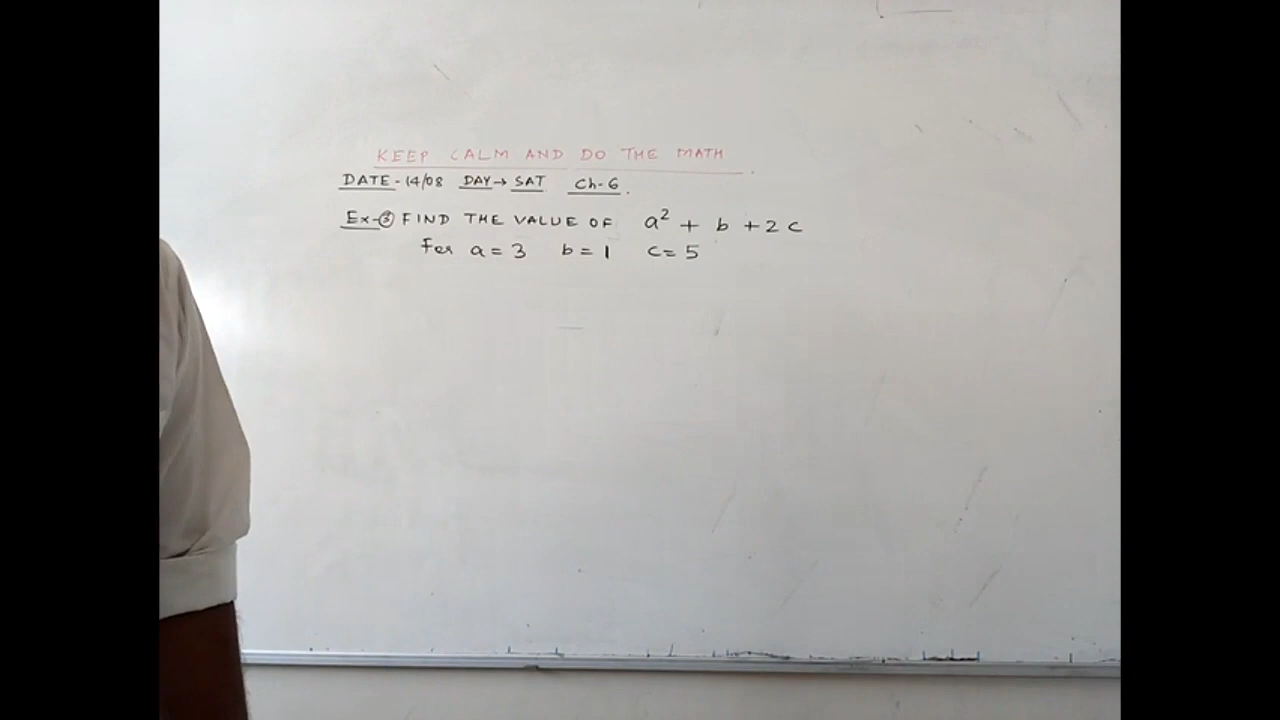 KEEP CALM AND DO THE MATH
DATE - 14/08 DAY → SAT Ch-6.
Ex-③ FIND THE VALUE OF a² + b + 2c
for a = 3 b = 1 c = 5